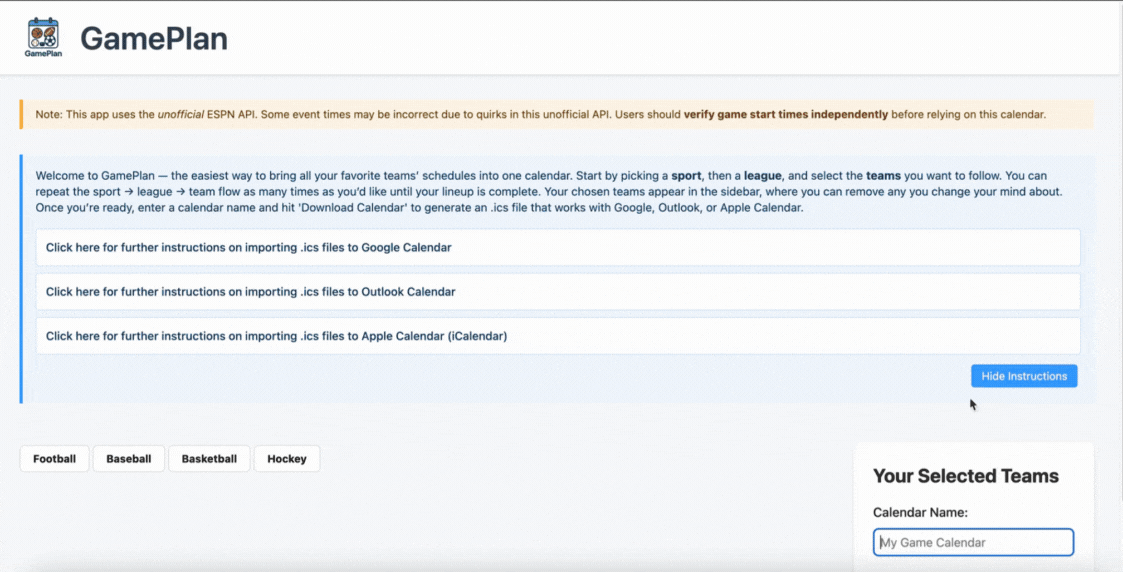 GamePlan
GamePlan
Note: This app uses the unofficial ESPN API. Some event times may be incorrect due to quirks in this unofficial API. Users should verify game start times independently before relying on this calendar.
Welcome to GamePlan — the easiest way to bring all your favorite teams' schedules into one calendar. Start by picking a sport, then a league, and select the teams you want to follow. You can
repeat the sport → league → team flow as many times as you'd like until your lineup is complete. Your chosen teams appear in the sidebar, where you can remove any you change your mind about.
Once you're ready, enter a calendar name and hit 'Download Calendar' to generate an .ics file that works with Google, Outlook, or Apple Calendar.
Click here for further instructions on importing .ics files to Google Calendar
Click here for further instructions on importing .ics files to Outlook Calendar
Click here for further instructions on importing .ics files to Apple Calendar (iCalendar)
Hide Instructions
Football Baseball Basketball Hockey
Your Selected Teams
Calendar Name:
My Game Calendar